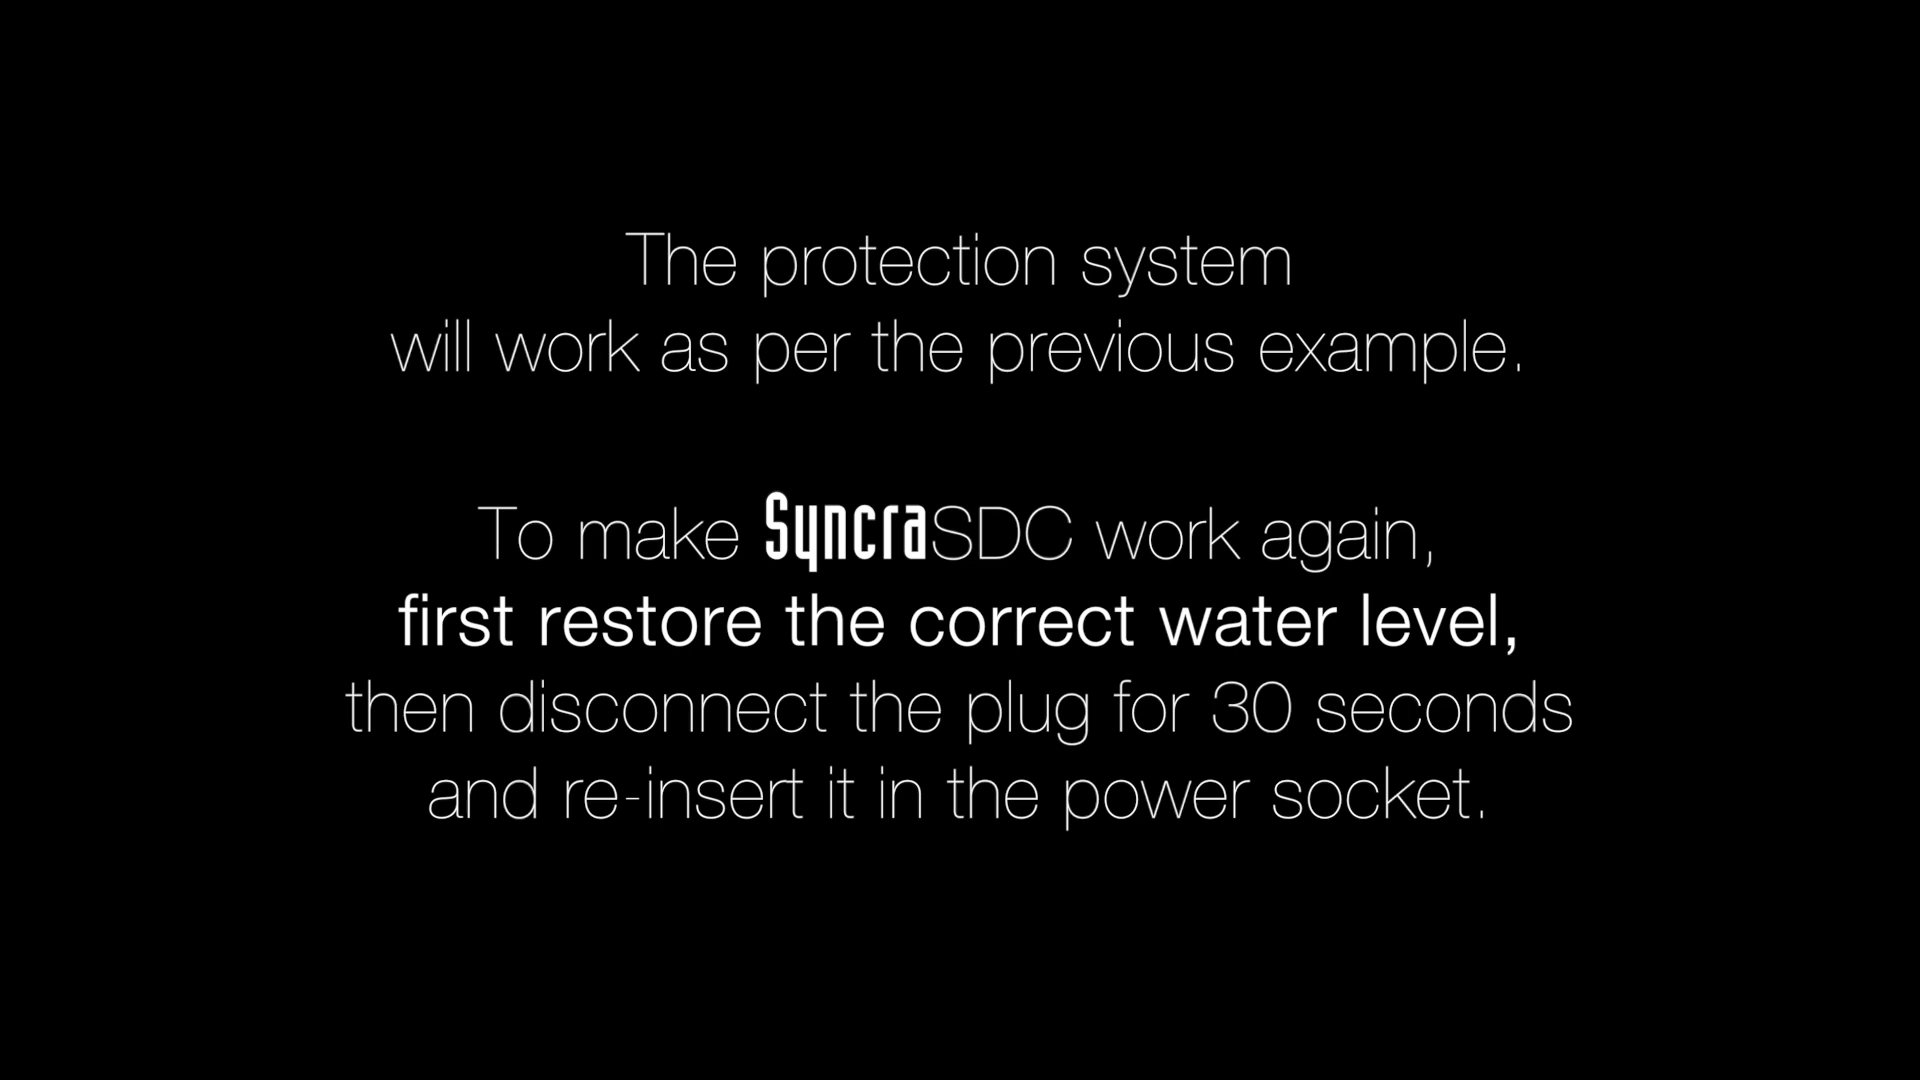 The protection system
will work as per the previous example.
To make SyncraSDC work again,
first restore the correct water level,
then disconnect the plug for 30 seconds
and re-insert it in the power socket.